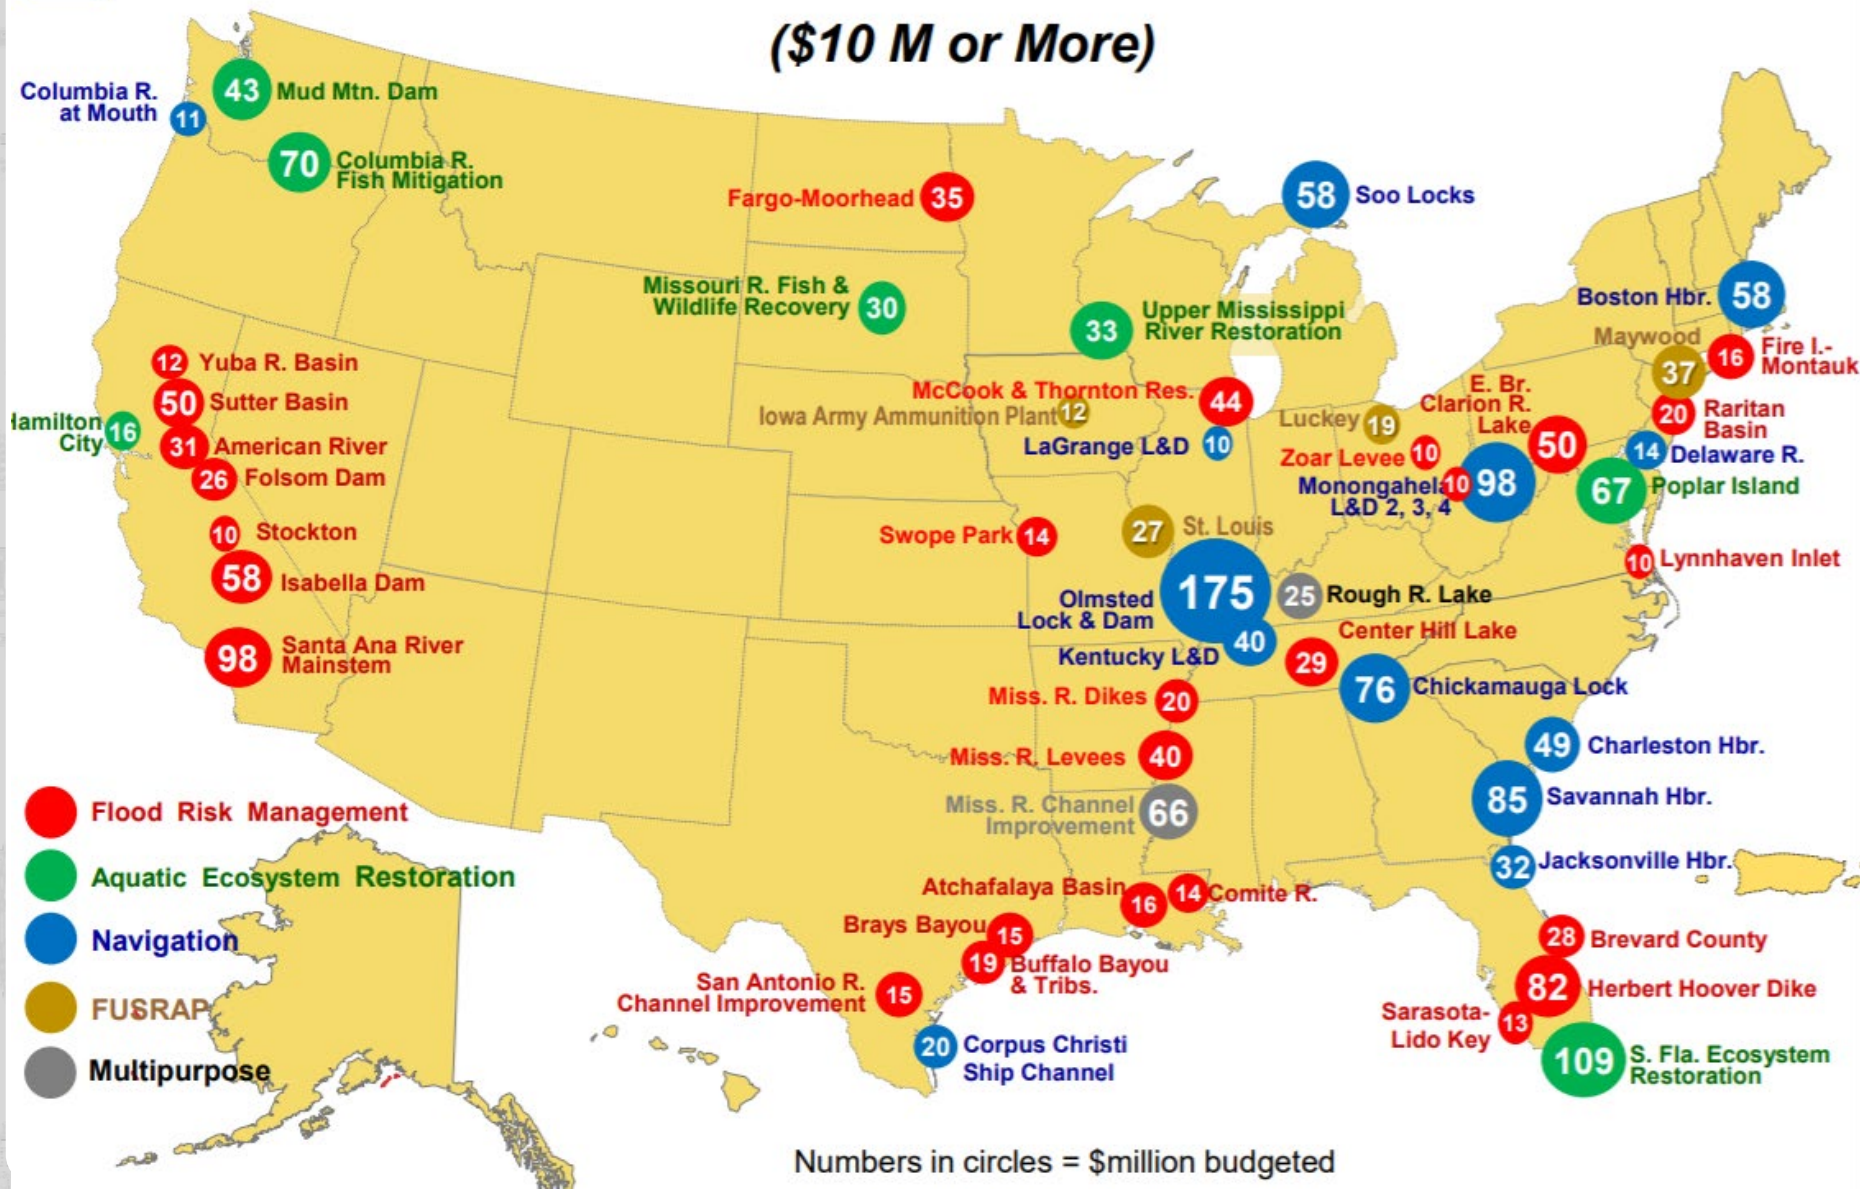 ($10 M or More)
Columbia R.
at Mouth
11
43
Mud Mtn. Dam
70
Columbia R.
Fish Mitigation
Fargo-Moorhead
35
58
Soo Locks
Missouri R. Fish &
Wildlife Recovery
30
33
Upper Mississippi
River Restoration
Boston Hbr.
58
Maywood
37
16
Fire I.-
Montauk
12
Yuba R. Basin
50
Sutter Basin
Hamilton
City
16
31
American River
26
Folsom Dam
10
Stockton
58
Isabella Dam
98
Santa Ana River
Mainstem
McCook & Thornton Res.
44
Iowa Army Ammunition Plant
12
LaGrange L&D
10
Luckey
19
E. Br.
Clarion R.
Lake
50
20
Raritan
Basin
Zoar Levee
10
14
Delaware R.
Monongahela
L&D 2, 3, 4
10
98
67
Poplar Island
Swope Park
14
27
St. Louis
10
Lynnhaven Inlet
Olmsted
Lock & Dam
175
25
Rough R. Lake
Kentucky L&D
40
Center Hill Lake
29
76
Chickamauga Lock
Miss. R. Dikes
20
Miss. R. Levees
40
49
Charleston Hbr.
Miss. R. Channel
Improvement
66
85
Savannah Hbr.
32
Jacksonville Hbr.
Atchafalaya Basin
16
14
Comite R.
Brays Bayou
15
19
Buffalo Bayou
& Tribs.
San Antonio R.
Channel Improvement
15
20
Corpus Christi
Ship Channel
28
Brevard County
82
Herbert Hoover Dike
Sarasota-
Lido Key
13
109
S. Fla. Ecosystem
Restoration
Flood Risk Management
Aquatic Ecosystem Restoration
Navigation
FUSRAP
Multipurpose
Numbers in circles = $million budgeted